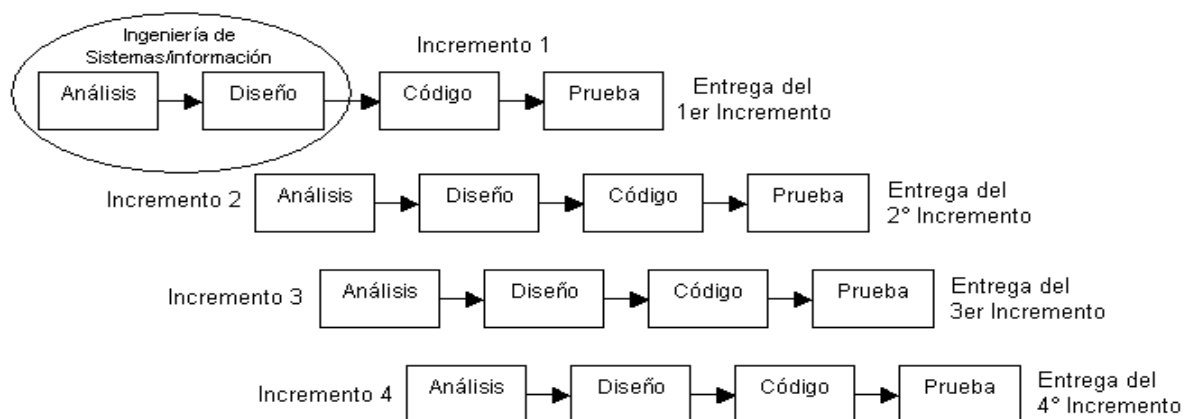 Ingeniería de
Sistemas/información
Incremento 1
Análisis
Diseño
Código
Prueba
Entrega del
1er Incremento
Incremento 2
Análisis
Diseño
Código
Prueba
Entrega del
2° Incremento
Incremento 3
Análisis
Diseño
Código
Prueba
Entrega del
3er Incremento
Incremento 4
Análisis
Diseño
Código
Prueba
Entrega del
4° Incremento